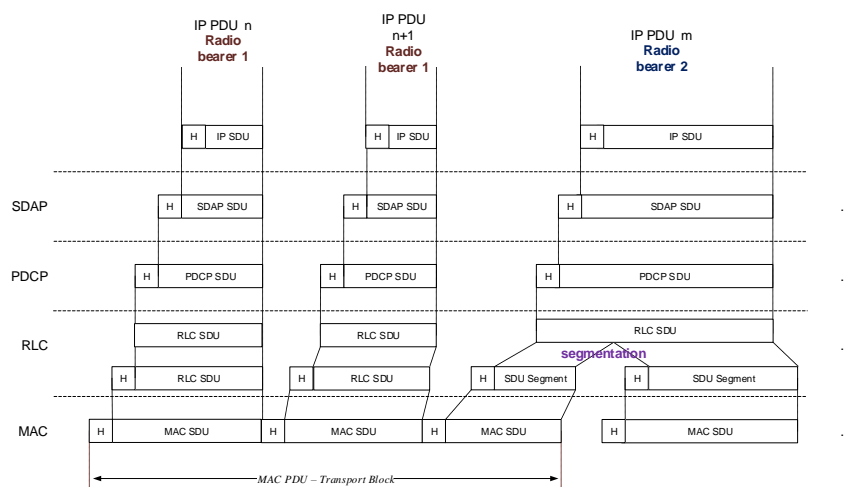 IP PDU n
Radio
bearer 1
IP PDU
n+1
Radio
bearer 1
IP PDU m
Radio
bearer 2
H IP SDU H IP SDU H IP SDU
SDAP H SDAP SDU H SDAP SDU H SDAP SDU .
PDCP H PDCP SDU H PDCP SDU H PDCP SDU .
RLC RLC SDU RLC SDU RLC SDU .
segmentation
H RLC SDU H RLC SDU H SDU Segment H SDU Segment
MAC H MAC SDU H MAC SDU H MAC SDU H MAC SDU .
MAC PDU – Transport Block